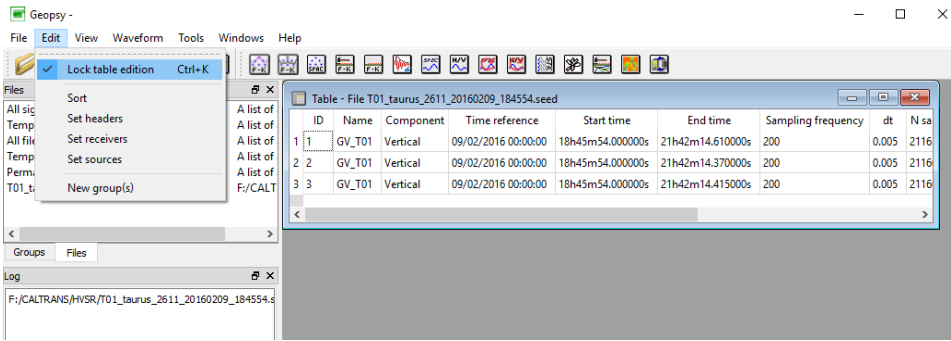 Geopsy -
File Edit View Waveform Tools Windows Help
Lock table edition Ctrl+K
Sort
Set headers
Set receivers
Set sources
New group(s)
F-K SPAC F-K F-K SPAC H/V
Files
All sig A list of
Temp A list of
All file A list of
Temp A list of
Perma A list of
T01_ta F:/CALT
Groups Files
Log
F:/CALTRANS/HVSR/T01_taurus_2611_20160209_184554.s
Table - File T01_taurus_2611_20160209_184554.seed
ID Name Component Time reference Start time End time Sampling frequency dt N sa
1 1 GV_T01 Vertical 09/02/2016 00:00:00 18h45m54.000000s 21h42m14.610000s 200 0.005 2116
2 2 GV_T01 Vertical 09/02/2016 00:00:00 18h45m54.000000s 21h42m14.370000s 200 0.005 2116
3 3 GV_T01 Vertical 09/02/2016 00:00:00 18h45m54.000000s 21h42m14.415000s 200 0.005 2116